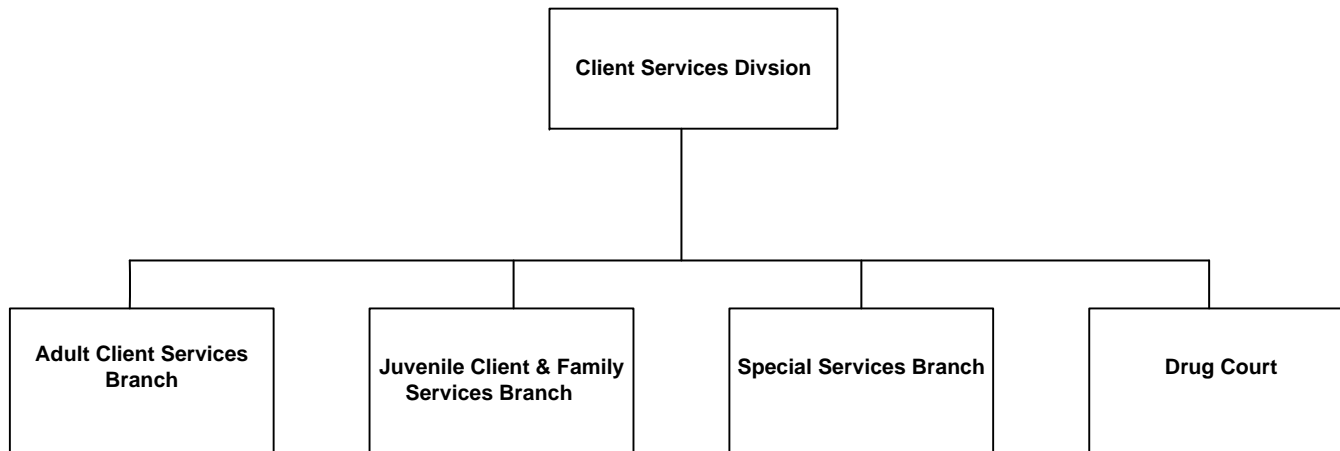 Client Services Divsion
Adult Client Services
Branch
Juvenile Client & Family
Services Branch
Special Services Branch
Drug Court